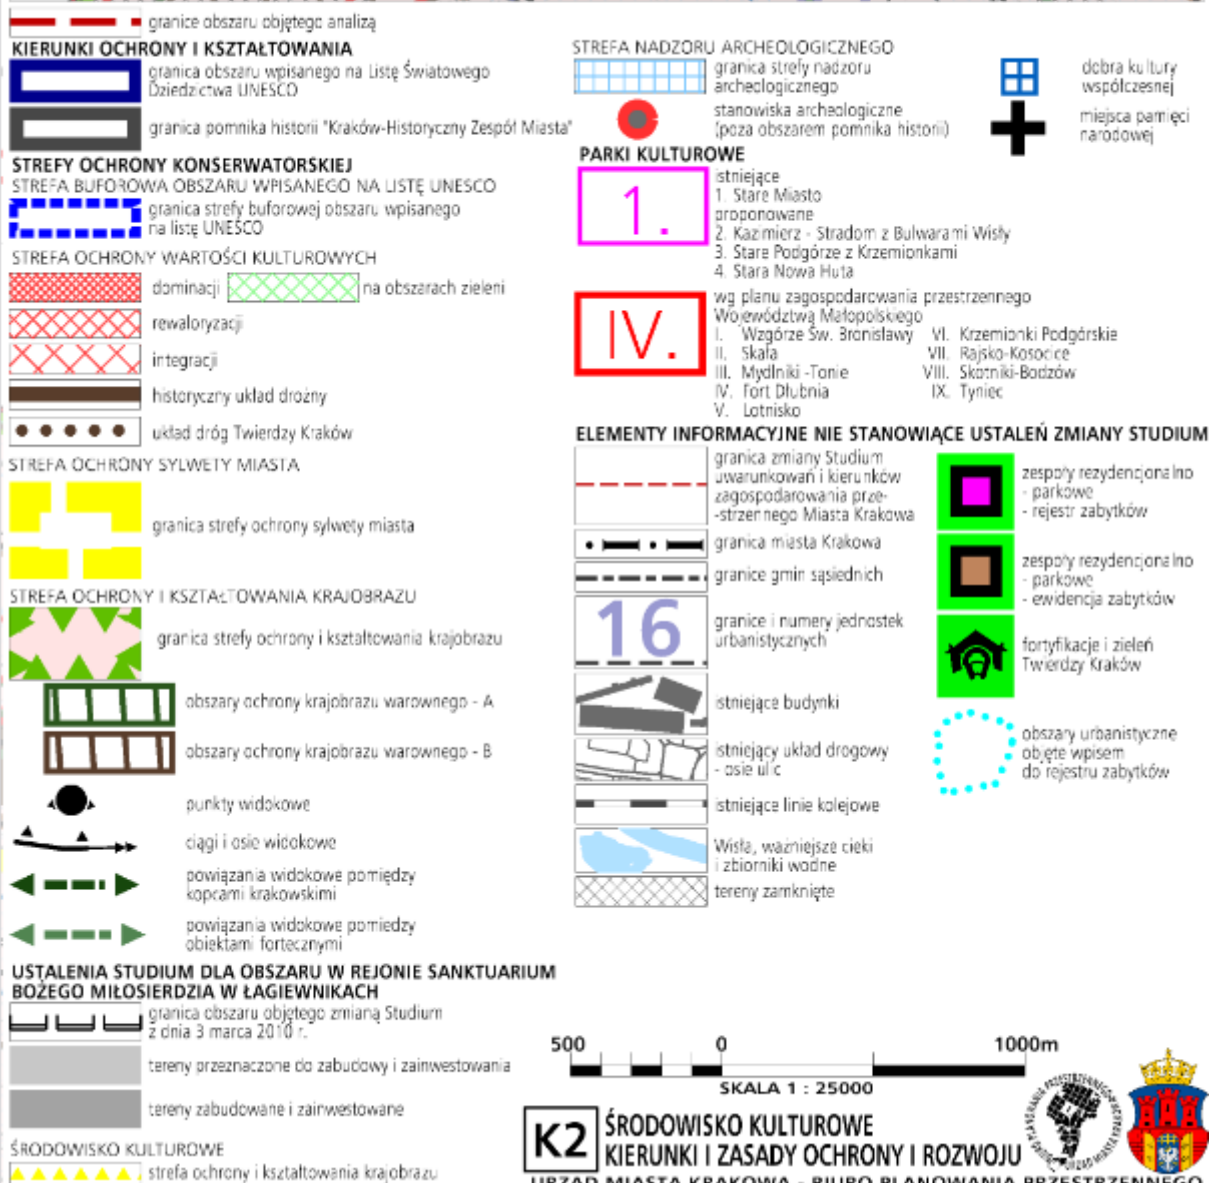 granice obszaru objętego analizą
KIERUNKI OCHRONY I KSZTAŁTOWANIA
granica obszaru wpisanego na Listę Światowego
Dziedzictwa UNESCO
granica pomnika historii "Kraków-Historyczny Zespół Miasta"
STREFY OCHRONY KONSERWATORSKIEJ
STREFA BUFOROWA OBSZARU WPISANEGO NA LISTĘ UNESCO
granica strefy buforowej obszaru wpisanego
na listę UNESCO
STREFA OCHRONY WARTOŚCI KULTUROWYCH
dominacji
na obszarach zieleni
rewaloryzacji
integracji
historyczny układ drożny
układ dróg Twierdzy Kraków
STREFA OCHRONY SYLWETY MIASTA
granica strefy ochrony sylwety miasta
STREFA OCHRONY I KSZTAŁTOWANIA KRAJOBRAZU
granica strefy ochrony i kształtowania krajobrazu
obszary ochrony krajobrazu warownego - A
obszary ochrony krajobrazu warownego - B
punkty widokowe
ciągi i osie widokowe
powiązania widokowe pomiędzy
kopcami krakowskimi
powiązania widokowe pomiedzy
obiektami fortecznymi
USTALENIA STUDIUM DLA OBSZARU W REJONIE SANKTUARIUM
BOŻEGO MIŁOSIERDZIA W ŁAGIEWNIKACH
granica obszaru objętego zmianą Studium
z dnia 3 marca 2010 r.
tereny przeznaczone do zabudowy i zainwestowania
tereny zabudowane i zainwestowane
ŚRODOWISKO KULTUROWE
strefa ochrony i kształtowania krajobrazu
STREFA NADZORU ARCHEOLOGICZNEGO
granica strefy nadzoru
archeologicznego
stanowiska archeologiczne
(poza obszarem pomnika historii)
dobra kultury
współczesnej
miejsca pamięci
narodowej
PARKI KULTUROWE
1.
istniejące
1. Stare Miasto
proponowane
2. Kazimierz - Stradom z Bulwarami Wisły
3. Stare Podgórze z Krzemionkami
4. Stara Nowa Huta
IV.
wg planu zagospodarowania przestrzennego
Województwa Małopolskiego
I. Wzgórze Św. Bronisławy
II. Skała
III. Mydlniki -Tonie
IV. Fort Dłubnia
V. Lotnisko
VI. Krzemionki Podgórskie
VII. Rajsko-Kosocice
VIII. Skotniki-Bodzów
IX. Tyniec
ELEMENTY INFORMACYJNE NIE STANOWIĄCE USTALEŃ ZMIANY STUDIUM
granica zmiany Studium
uwarunkowań i kierunków
zagospodarowania prze-
-strzennego Miasta Krakowa
granica miasta Krakowa
granice gmin sąsiednich
16
granice i numery jednostek
urbanistycznych
istniejące budynki
istniejący układ drogowy
- osie ulic
istniejące linie kolejowe
Wisła, ważniejsze cieki
i zbiorniki wodne
tereny zamknięte
zespoły rezydencjonalno
- parkowe
- rejestr zabytków
zespoły rezydencjonalno
- parkowe
- ewidencja zabytków
fortyfikacje i zieleń
Twierdzy Kraków
obszary urbanistyczne
objęte wpisem
do rejestru zabytków
500 0 1000m
SKALA 1 : 25000
K2
ŚRODOWISKO KULTUROWE
KIERUNKI I ZASADY OCHRONY I ROZWOJU
URZĄD MIASTA KRAKOWA - BIURO PLANOWANIA PRZESTRZENNEGO